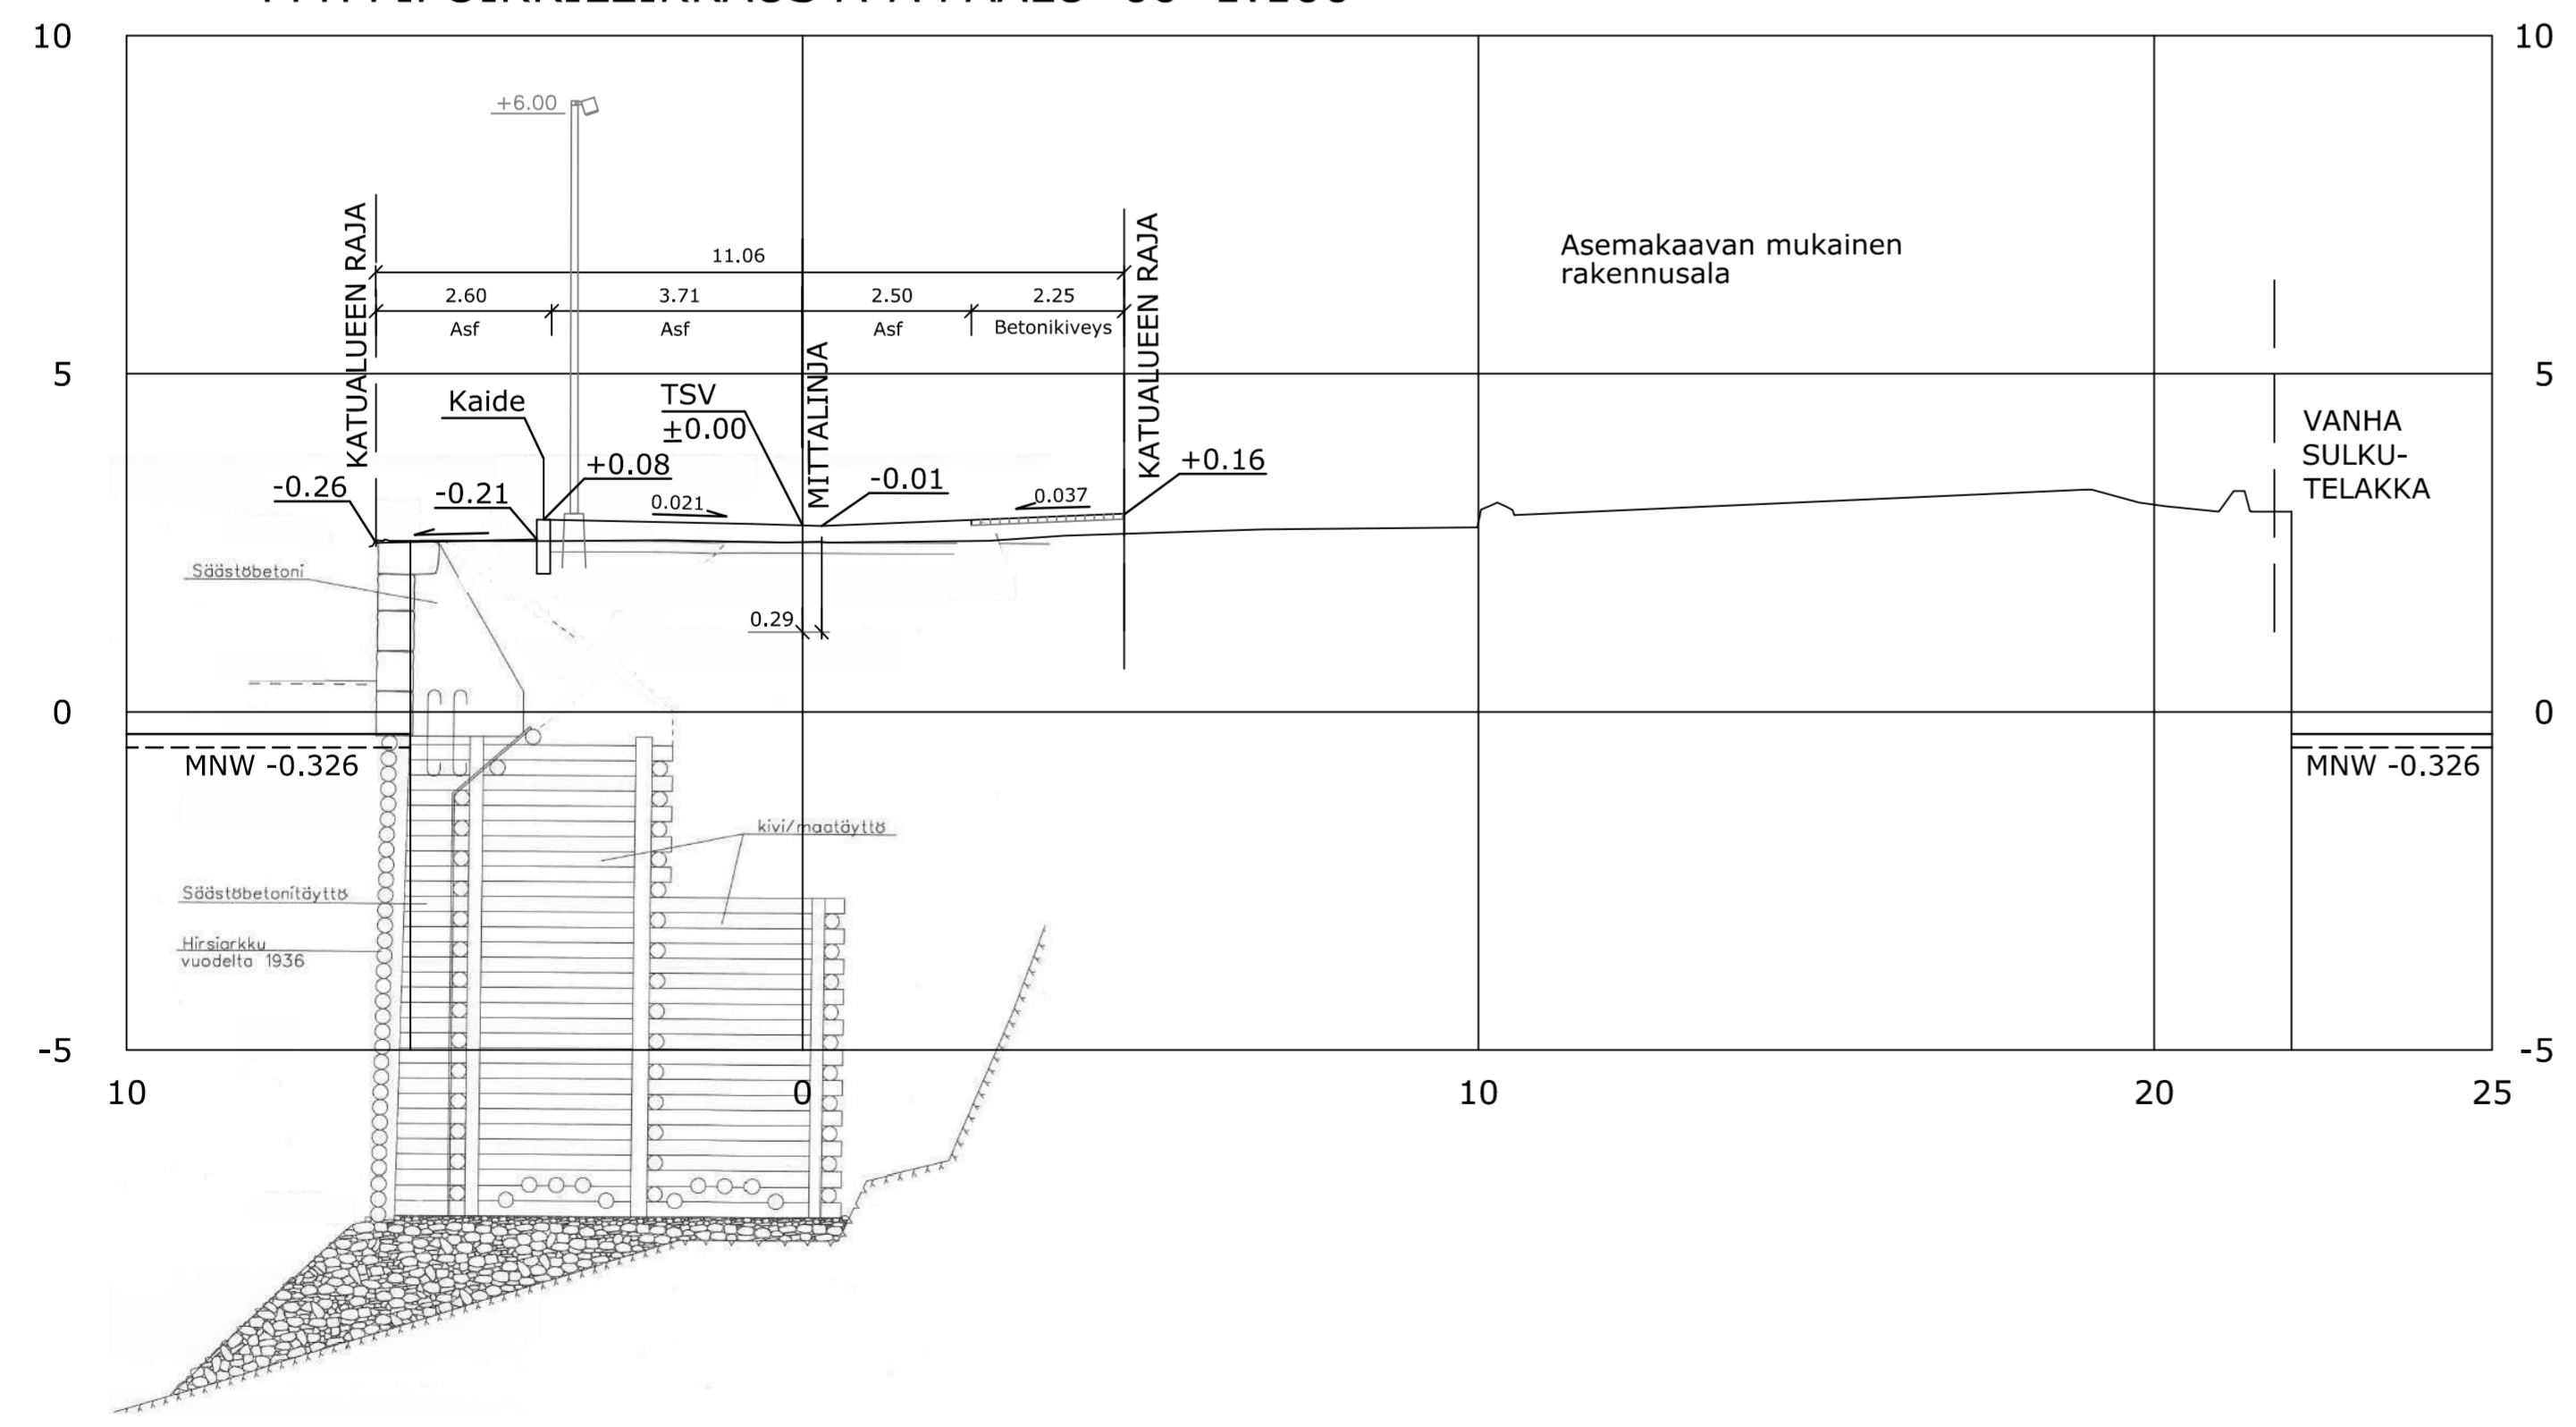 10
10
+6.00
KATUALUEEN RAJA
11.06
2.60
3.71
2.50
2.25
Asf
Asf
Asf
Betonikiveys
KATUALUEEN RAJA
Asemakaavan mukainen
rakennusala
5
5
Kaide
TSV
±0.00
MITTALINJA
-0.26
-0.21
+0.08
0.021
-0.01
0.037
+0.16
VANHA
SULKU-
TELAKKA
Säästöbetoni
0.29
0
0
MNW -0.326
MNW -0.326
kivi/maatäyttö
Säästöbetonitäyttö
Hirsiarkku
vuodelta 1936
-5
-5
10
0
10
20
25